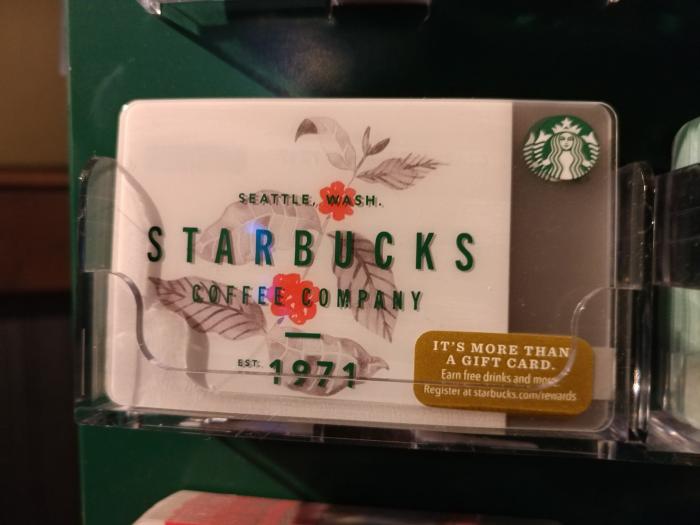 SEATTLE, WASH.
STARBUCKS
COFFEE COMPANY
EST. 1971
IT'S MORE THAN
A GIFT CARD.
Earn free drinks and more.
Register at starbucks.com/rewards